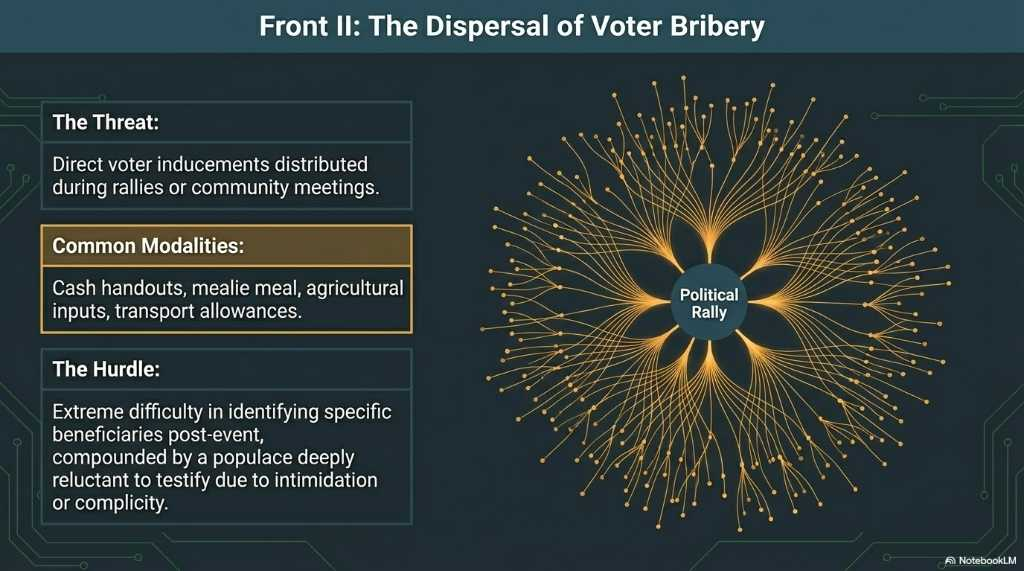 Front II: The Dispersal of Voter Bribery
The Threat:
Direct voter inducements distributed
during rallies or community meetings.
Common Modalities:
Cash handouts, mealie meal, agricultural
inputs, transport allowances.
The Hurdle:
Extreme difficulty in identifying specific
beneficiaries post-event,
compounded by a populace deeply
reluctant to testify due to intimidation
or complicity.
Political
Rally
NotebookLM